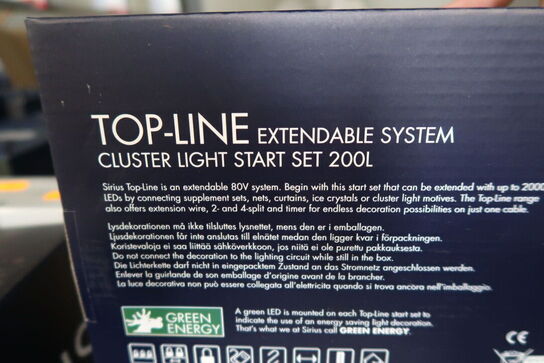 TOP-LINE EXTENDABLE SYSTEM
CLUSTER LIGHT START SET 200L
Sirius Top-Line is an extendable 80V system. Begin with this start set that can be extended with up to 2000
LEDs by connecting supplement sets, nets, curtains, ice crystals or cluster light motives. The Top-Line range
also offers extension wire, 2- and 4-split and timer for endless decoration possibilities on just one cable.
Lysdekorationen må ikke tilsluttes lysnettet, mens den er i emballagen.
Ljusdekorationen får inte anslutas till elnätet medan den ligger kvar i förpackningen.
Koristevaloja ei saa liittää sähköverkkoon, jos niitä ei ole purettu pakkauksesta.
Do not connect the decoration to the lighting circuit while still in the box.
Die Lichterkette darf nicht in eingepacktem Zustand an das Stromnetz angeschlossen werden.
Enlever la guirlande de son emballage d'origine avant de la brancher.
La luce decorativa non può essere collegata all'elettricita quando si trova ancora nell'imballaggio.
GREEN
ENERGY
A green LED is mounted on each Top-Line start set to
indicate the use of an energy saving light decoration.
That's what we at Sirius call GREEN ENERGY.
CE